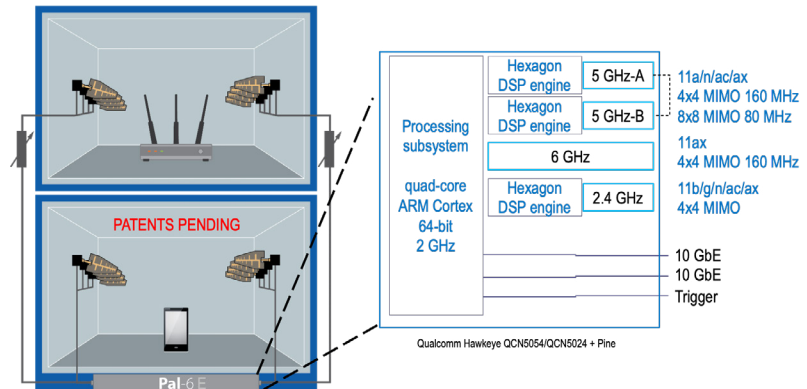 PATENTS PENDING
Pal-6 E
Processing
subsystem
quad-core
ARM Cortex
64-bit
2 GHz
Hexagon
DSP engine
5 GHz-A
Hexagon
DSP engine
5 GHz-B
6 GHz
Hexagon
DSP engine
2.4 GHz
11a/n/ac/ax
4x4 MIMO 160 MHz
8x8 MIMO 80 MHz
11ax
4x4 MIMO 160 MHz
11b/g/n/ac/ax
4x4 MIMO
10 GbE
10 GbE
Trigger
Qualcomm Hawkeye QCN5054/QCN5024 + Pine